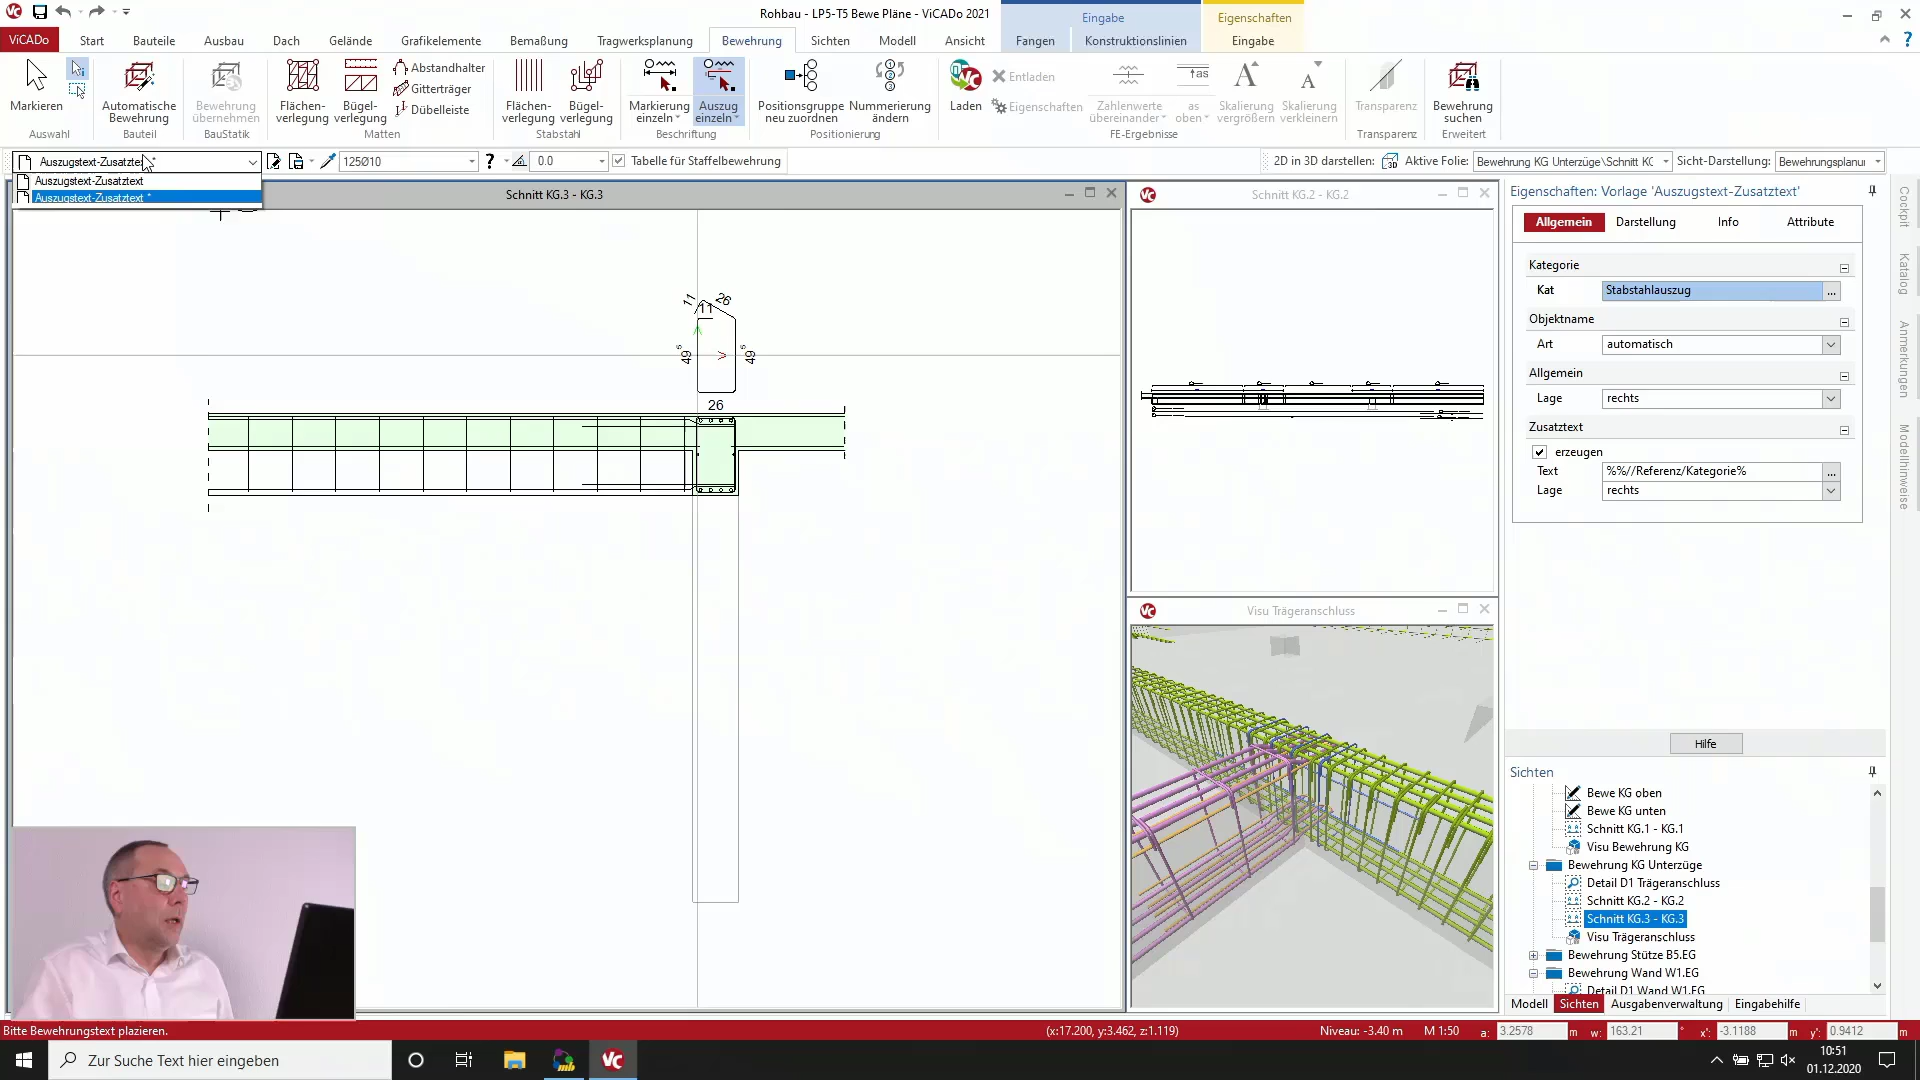 Rohbau - LP5-T5 Bewe Pläne - ViCADo 2021
Eingabe
Eigenschaften
ViCADo
Start
Bauteile
Ausbau
Dach
Gelände
Grafikelemente
Bemaßung
Tragwerksplanung
Bewehrung
Sichten
Modell
Ansicht
Fangen
Konstruktionslinien
Eingabe
Markieren
Automatische Bewehrung
Bewehrung übernehmen
Flächen-verlegung
Bügel-verlegung
Abstandhalter
Gitterträger
Dübelleiste
Flächen-verlegung
Bügel-verlegung
Markierung einzeln
Auszug einzeln
Positionsgruppe neu zuordnen
Nummerierung ändern
Laden
Entladen
Eigenschaften
Zahlenwerte übereinander
as oben
Skalierung vergrößern
Skalierung verkleinern
Transparenz
Bewehrung suchen
Auswahl
Bauteil
BauStatik
Matten
Stabstahl
Beschriftung
Positionierung
FE-Ergebnisse
Transparenz
Erweitert
125Ø10
? 
0.0
Tabelle für Staffelbewehrung
2D in 3D darstellen:
Aktive Folie:
Bewehrung KG Unterzüge\Schnitt KG
Sicht-Darstellung:
Bewehrungsplanu
Auszugstext-Zusatztext
Auszugstext-Zusatztext *
Schnitt KG.3 - KG.3
Schnitt KG.2 - KG.2
11
26
11
49 5
49 5
26
Visu Trägeranschluss
Eigenschaften: Vorlage 'Auszugstext-Zusatztext'
Allgemein
Darstellung
Info
Attribute
Kategorie
Kat
Stabstahlauszug
...
Objektname
Art
automatisch
Allgemein
Lage
rechts
Zusatztext
erzeugen
Text
%%//Referenz/Kategorie%
...
Lage
rechts
Hilfe
Sichten
Bewe KG oben
Bewe KG unten
Schnitt KG.1 - KG.1
Visu Bewehrung KG
Bewehrung KG Unterzüge
Detail D1 Trägeranschluss
Schnitt KG.2 - KG.2
Schnitt KG.3 - KG.3
Visu Trägeranschluss
Bewehrung Stütze B5.EG
Bewehrung Wand W1.EG
Detail D1 Wand W1.EG
Modell
Sichten
Ausgabenverwaltung
Eingabehilfe
Cockpit
Katalog
Anmerkungen
Modellhinweise
Bitte Bewehrungstext plazieren.
(x:17.200, y:3.462, z:1.119)
Niveau: -3.40 m
M 1:50
a: 3.2578 m
w: 163.21 °
x': -3.1188 m
y': 0.9412 m
Zur Suche Text hier eingeben
10:51
01.12.2020